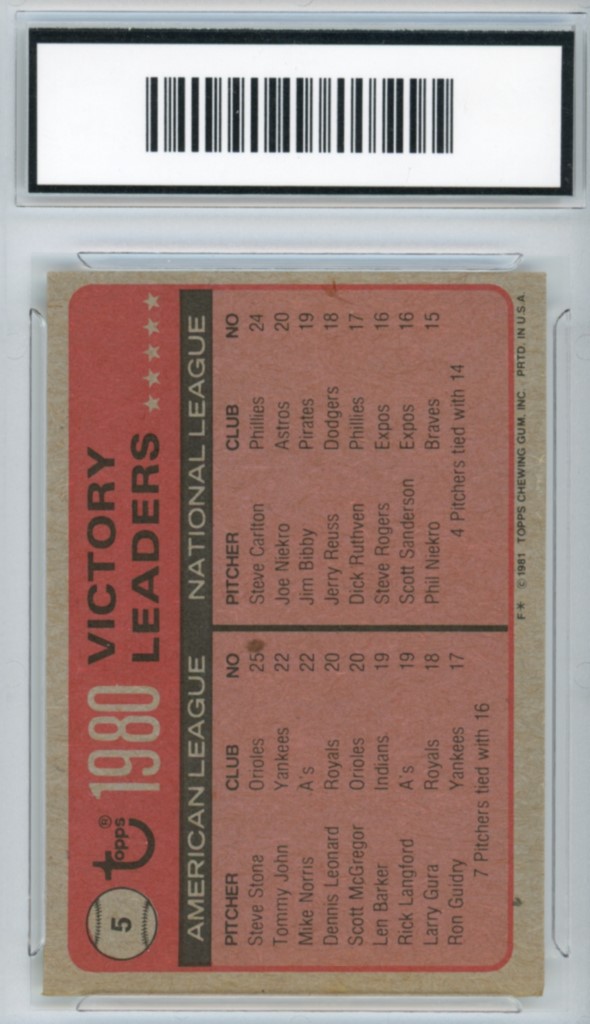 5
topps®
1980 VICTORY
LEADERS
AMERICAN LEAGUE
PITCHER CLUB NO
Steve Stona Orioles 25
Tommy John Yankees 22
Mike Norris A's 22
Dennis Leonard Royals 20
Scott McGregor Orioles 20
Len Barker Indians 19
Rick Langford A's 19
Larry Gura Royals 18
Ron Guidry Yankees 17
7 Pitchers tied with 16
NATIONAL LEAGUE
PITCHER CLUB NO
Steve Carlton Phillies 24
Joe Niekro Astros 20
Jim Bibby Pirates 19
Jerry Reuss Dodgers 18
Dick Ruthven Phillies 17
Steve Rogers Expos 16
Scott Sanderson Expos 16
Phil Niekro Braves 15
4 Pitchers tied with 14
F* © 1981 TOPPS CHEWING GUM, INC. PRTD. IN U.S.A.